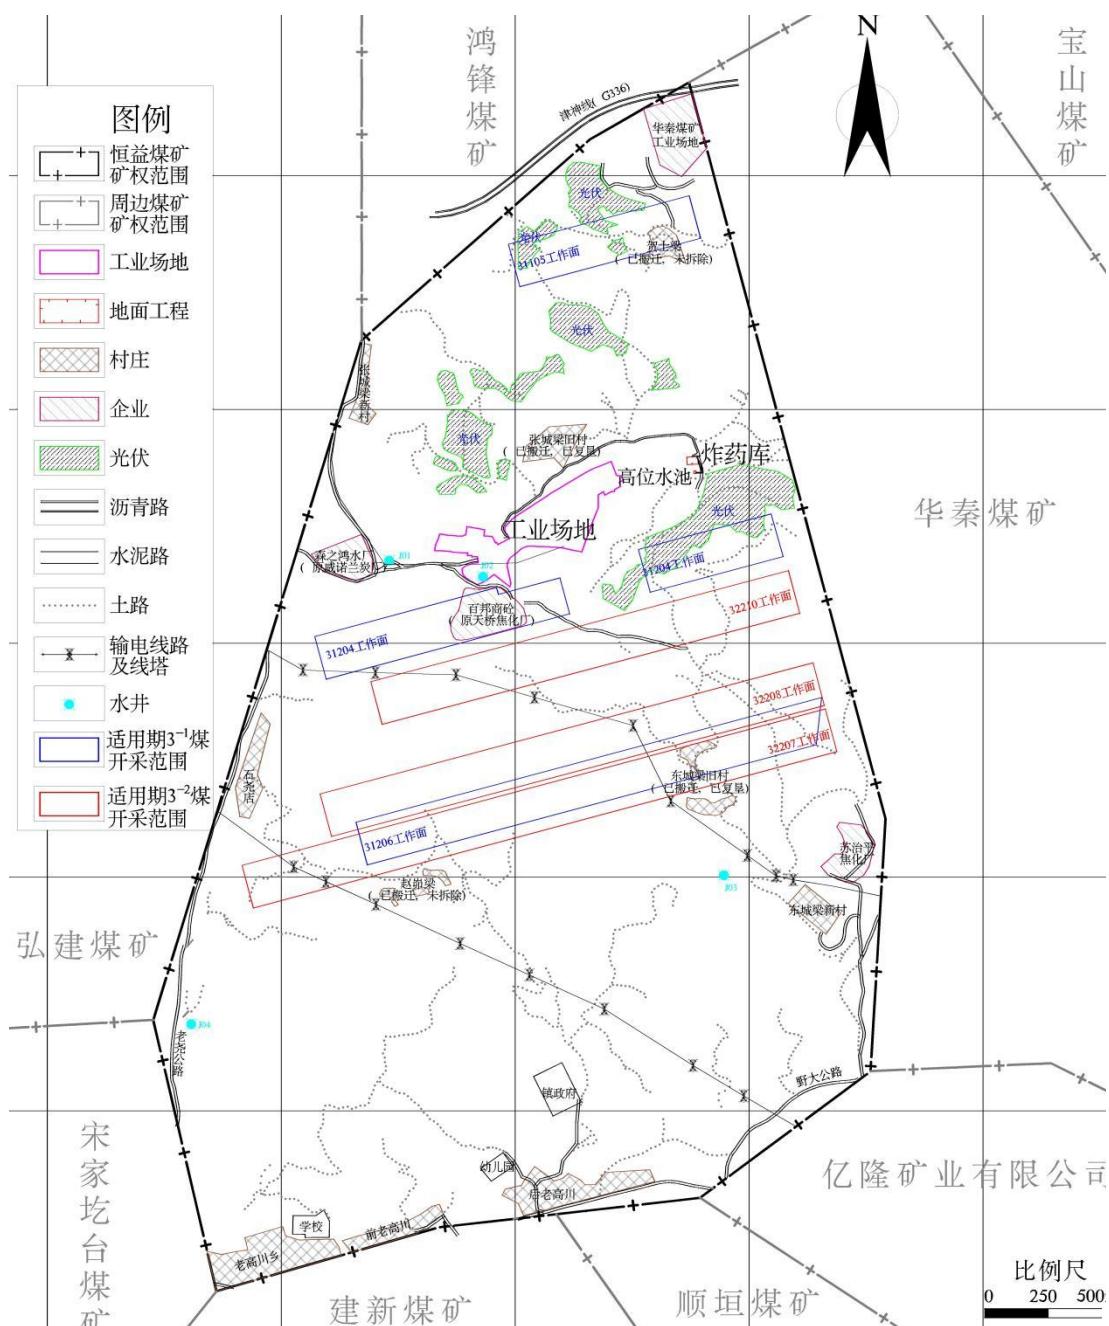 鸿锋煤矿
宝山煤矿
N
津神线( G336)
华秦煤矿
工业场地
图例
恒益煤矿
矿权范围
周边煤矿
矿权范围
工业场地
地面工程
村庄
企业
光伏
沥青路
水泥路
土路
输电线路
及线塔
水井
适用期3⁻¹煤
开采范围
适用期3⁻²煤
开采范围
光伏
光伏
贺士梁
( 已搬迁, 未拆除)
31105工作面
光伏
张城梁新村
光伏
张城梁旧村
( 已搬迁, 已复垦)
炸药库
高位水池
光伏
华秦煤矿
工业场地
森之鸿水厂
( 原威诺兰炭厂)
J01
J02
31204工作面
百邦商砼
( 原天桥焦化厂)
32210工作面
31204工作面
32208工作面
32207工作面
石尧店
东城梁旧村
( 已搬迁, 已复垦)
31206工作面
苏治平
焦化厂
赵峁梁
( 已搬迁, 未拆除)
J03
东城梁新村
弘建煤矿
J04
老尧公路
野大公路
镇政府
宋家圪台煤矿
幼儿园
亿隆矿业有限公司
后老高川
学校
前老高川
老高川乡
建新煤矿
顺垣煤矿
比例尺
0 250 500